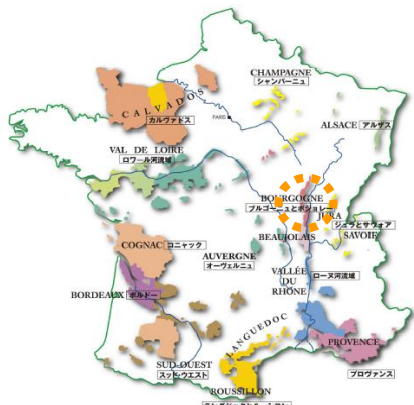 CHAMPAGNE
シャンパーニュ
CALVADOS
カルヴァドス
PARIS
ALSACE アルザス
VAL DE LOIRE
ロワール河流域
BOURGOGNE
ブルゴーニュとボジョレー
JURA
ジュラとサヴォア
BEAUJOLAIS
SAVOIE
COGNAC コニャック
AUVERGNE
オーヴェルニュ
VALLÉE
DU
RHÔNE
ローヌ河流域
BORDEAUX ボルドー
LANGUEDOC
PROVENCE
プロヴァンス
SUD-OUEST
スッド・ウエスト
ROUSSILLON